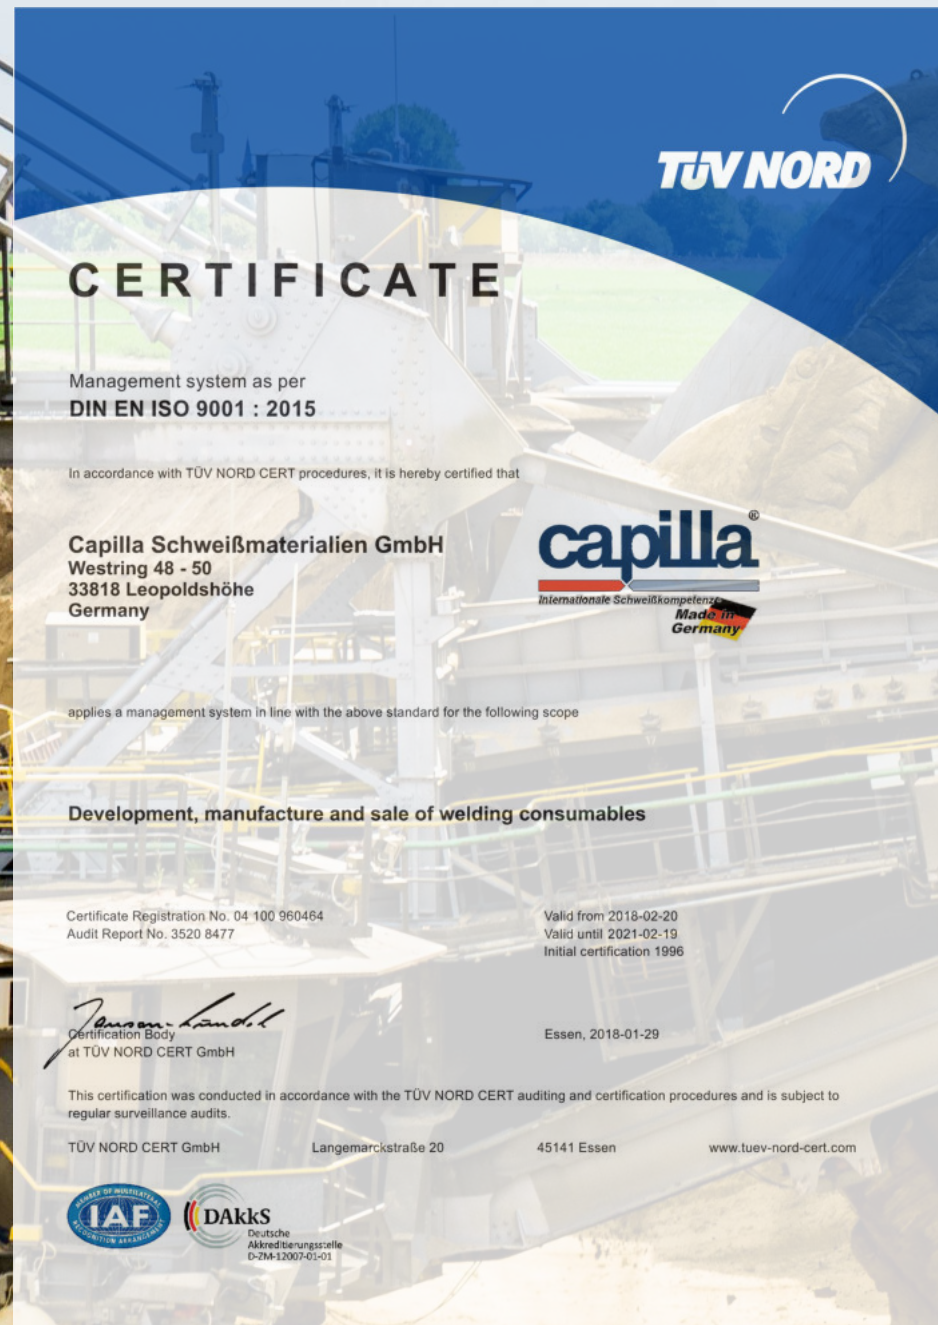 TÜV NORD
CERTIFICATE
Management system as per
DIN EN ISO 9001 : 2015
In accordance with TÜV NORD CERT procedures, it is hereby certified that
Capilla Schweißmaterialien GmbH
Westring 48 - 50
33818 Leopoldshöhe
Germany
capilla®
Internationale Schweißkompetenz
Made in
Germany
applies a management system in line with the above standard for the following scope
Development, manufacture and sale of welding consumables
Certificate Registration No. 04 100 960464
Audit Report No. 3520 8477
Valid from 2018-02-20
Valid until 2021-02-19
Initial certification 1996
Certification Body
at TÜV NORD CERT GmbH
Essen, 2018-01-29
This certification was conducted in accordance with the TÜV NORD CERT auditing and certification procedures and is subject to
regular surveillance audits.
TÜV NORD CERT GmbH Langemarckstraße 20 45141 Essen www.tuev-nord-cert.com
MEMBER OF MULTILATERAL
IAF
RECOGNITION ARRANGEMENT
DAkkS
Deutsche
Akkreditierungsstelle
D-ZM-12007-01-01